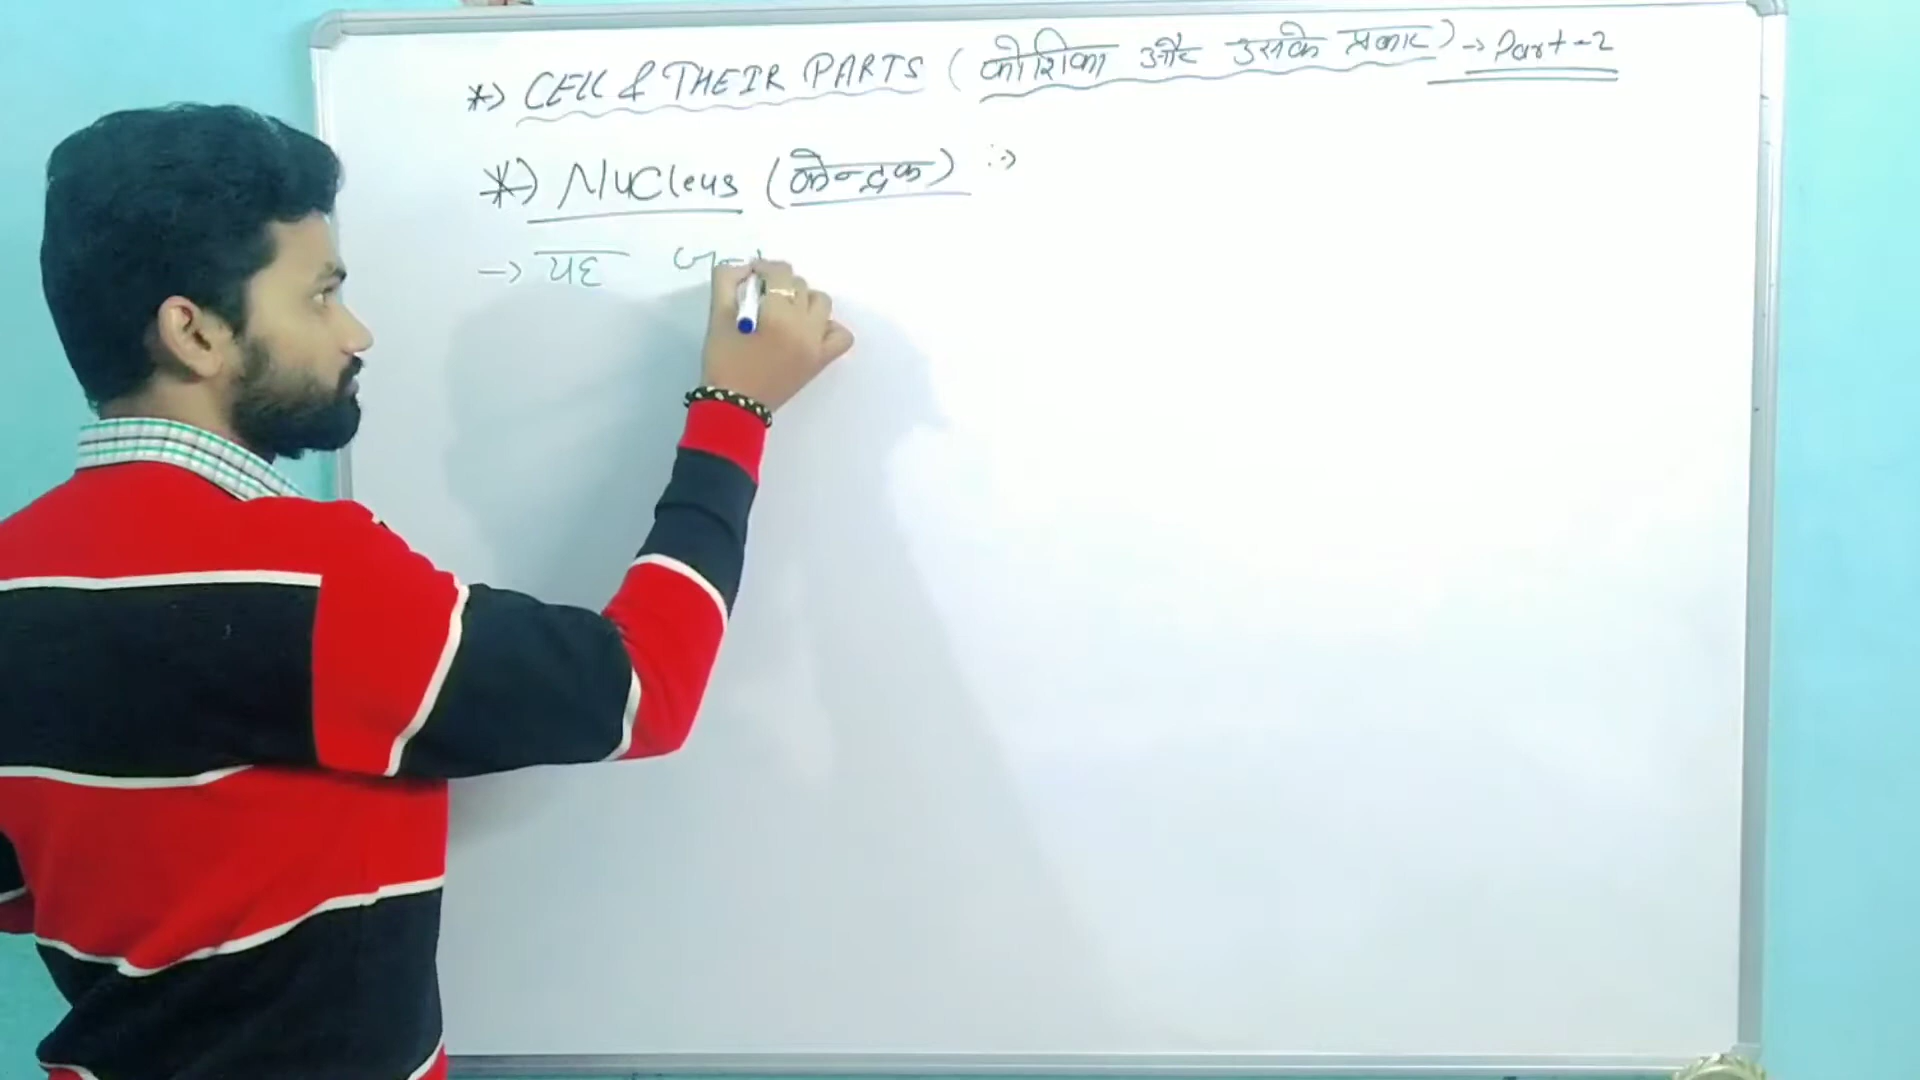 *) CELL & THEIR PARTS (कोशिका और उसके प्रकार) → Part-2
*) Nucleus (केन्द्रक) :→
→ यह